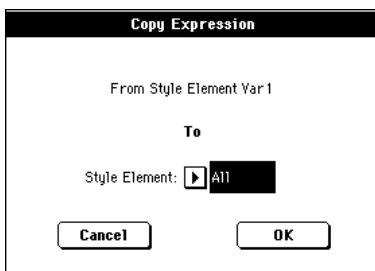 Copy Expression
From Style Element Var1
To
Style Element: All
Cancel OK